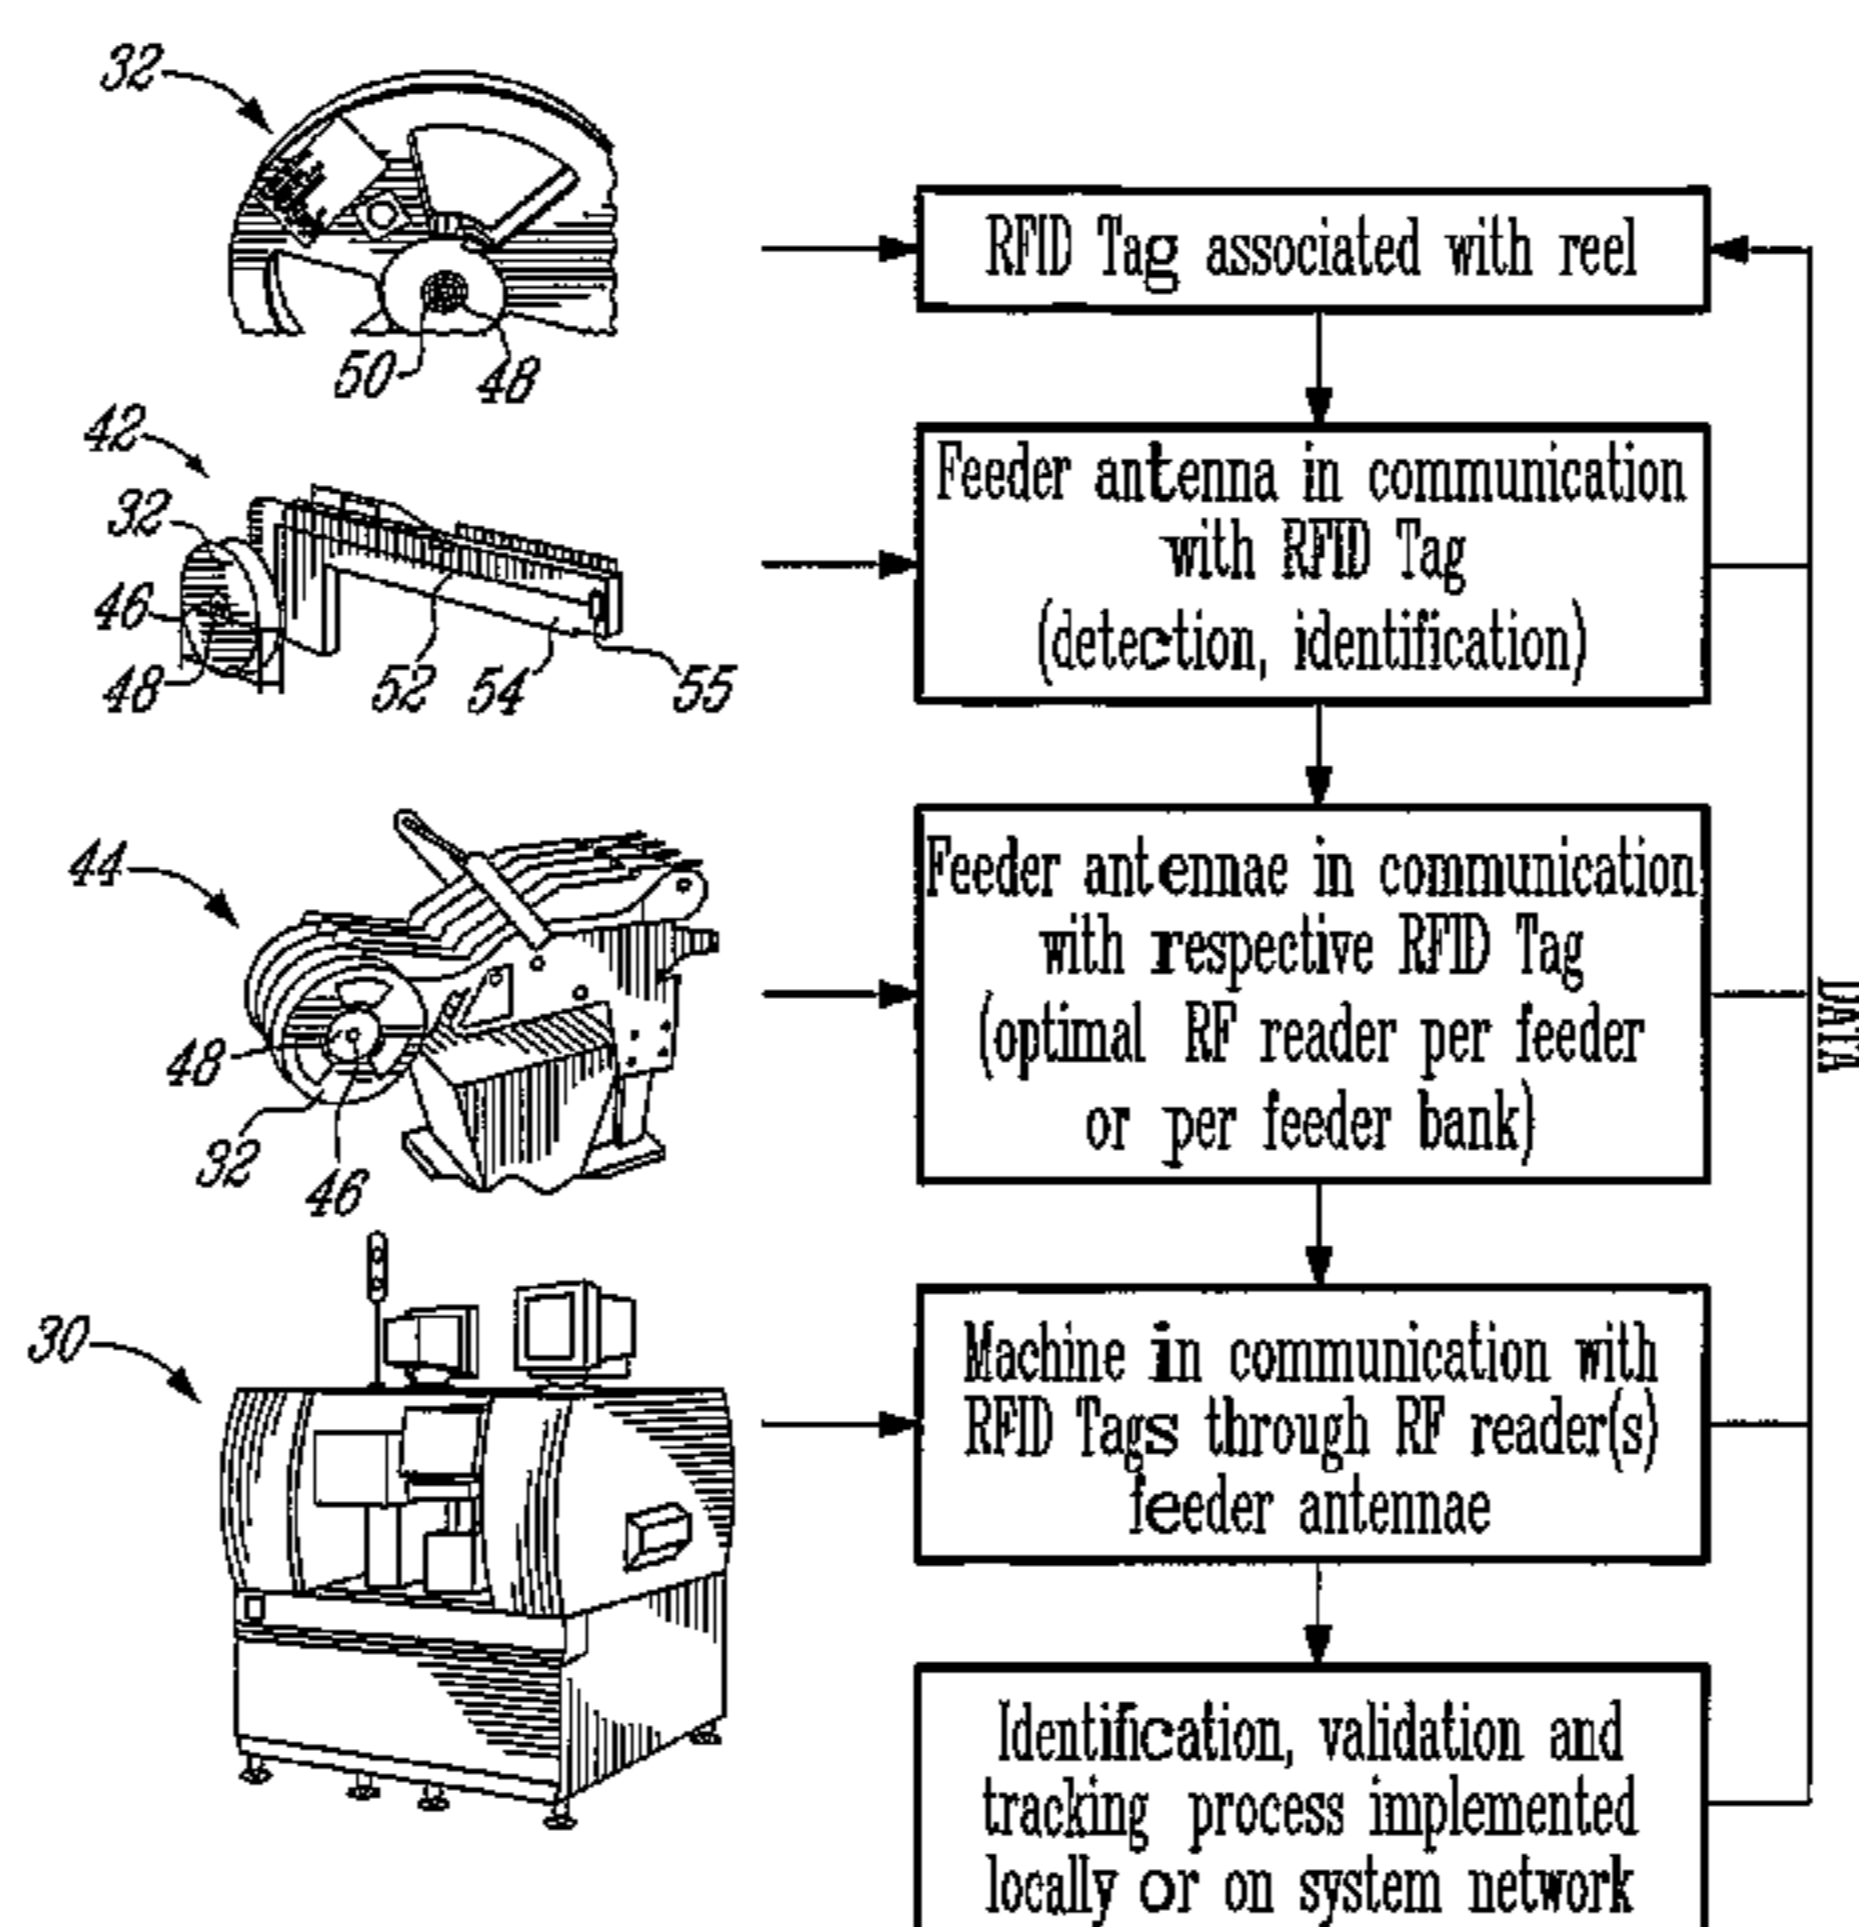 32
RFID Tag associated with reel
50
48
42
Feeder antenna in communication
with RFID Tag
(detection, identification)
32
46
48
52
54
55
44
Feeder antennae in communication
with respective RFID Tag
(optimal RF reader per feeder
or per feeder bank)
48
32
46
DATA
30
Machine in communication with
RFID Tags through RF reader(s)
feeder antennae
Identification, validation and
tracking process implemented
locally or on system network